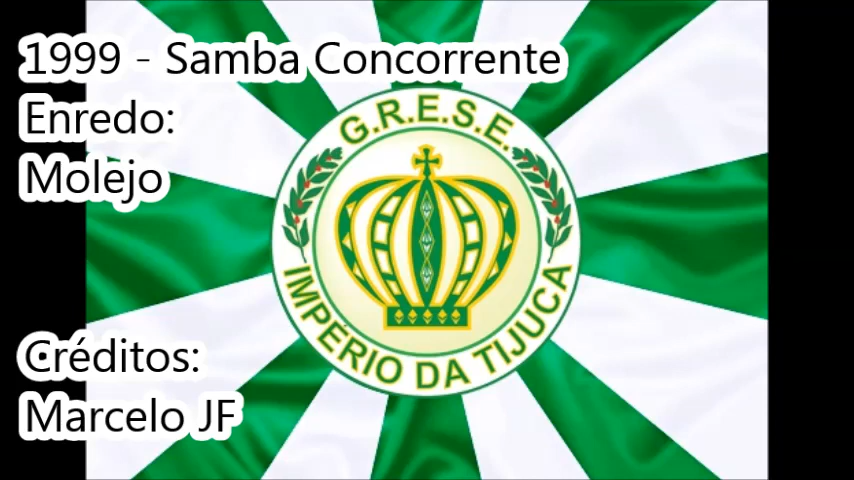 1999 - Samba Concorrente
Enredo:
Molejo
G.R.E.S.E.
IMPÉRIO DA TIJUCA
Créditos:
Marcelo JF